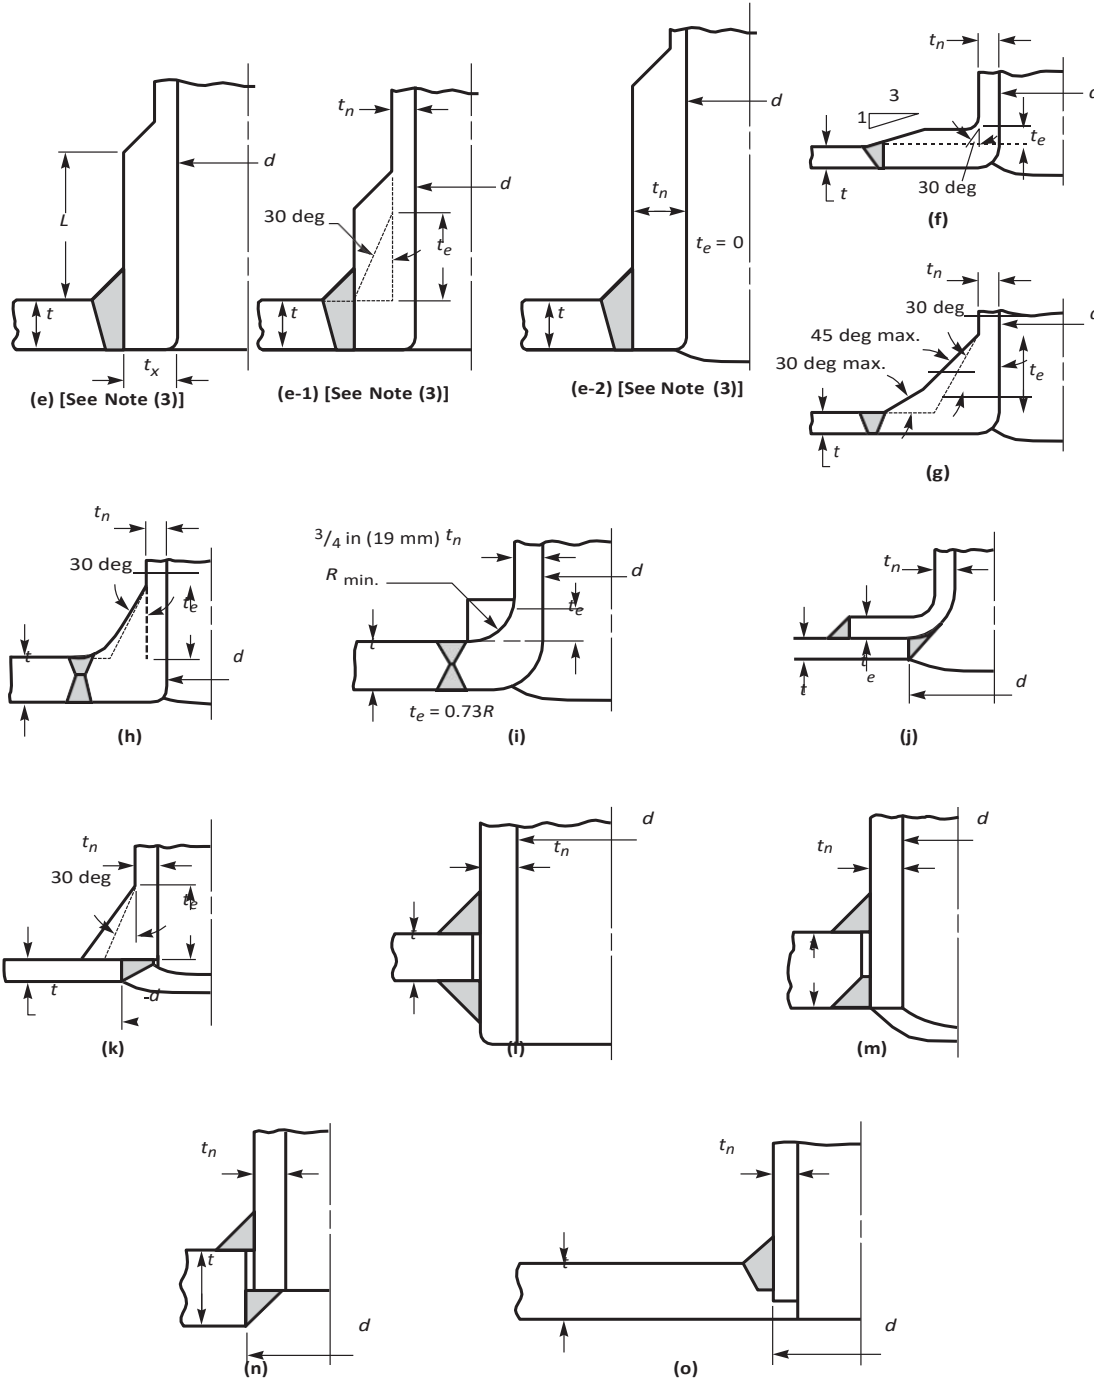 t_n
d
L
t
t_x
(e) [See Note (3)]
t_n
d
30 deg
t_e
t
(e-1) [See Note (3)]
d
t_n
t_e = 0
t
(e-2) [See Note (3)]
t_n
d
3
1
t_e
30 deg
t
(f)
t_n
30 deg
d
45 deg max.
30 deg max.
t_e
t
(g)
t_n
30 deg
t_e
t
d
(h)
3/4 in (19 mm) t_n
R min.
d
t_e
t
t_e = 0.73R
(i)
t_n
t
t_e
d
(j)
t_n
30 deg
t_e
t
-d
(k)
d
t_n
t
(l)
d
t_n
t
(m)
t_n
t
d
(n)
t_n
t
d
(o)